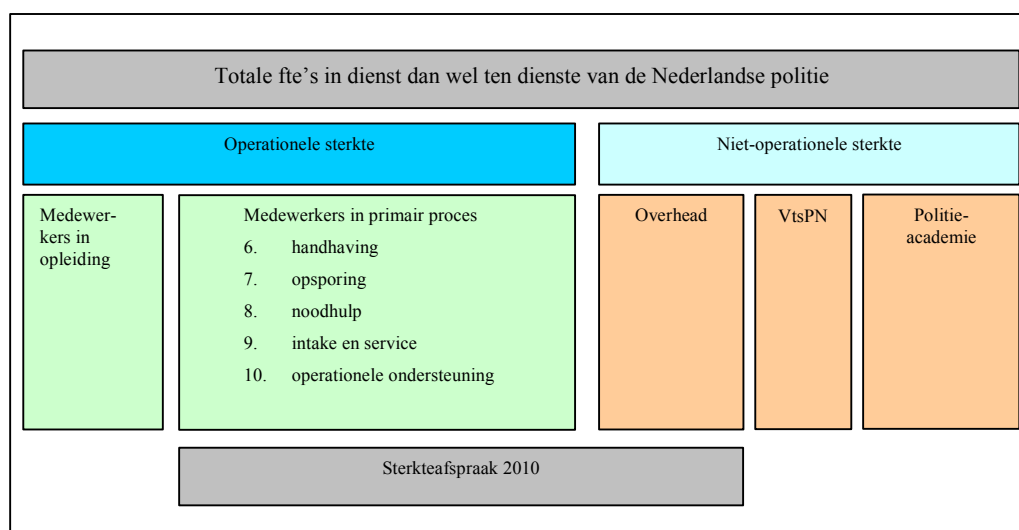 Totale fte's in dienst dan wel ten dienste van de Nederlandse politie
Operationele sterkte
Niet-operationele sterkte
Medewer-
kers in
opleiding
Medewerkers in primair proces
6. handhaving
7. opsporing
8. noodhulp
9. intake en service
10. operationele ondersteuning
Overhead
VtsPN
Politie-
academie
Sterkteafspraak 2010